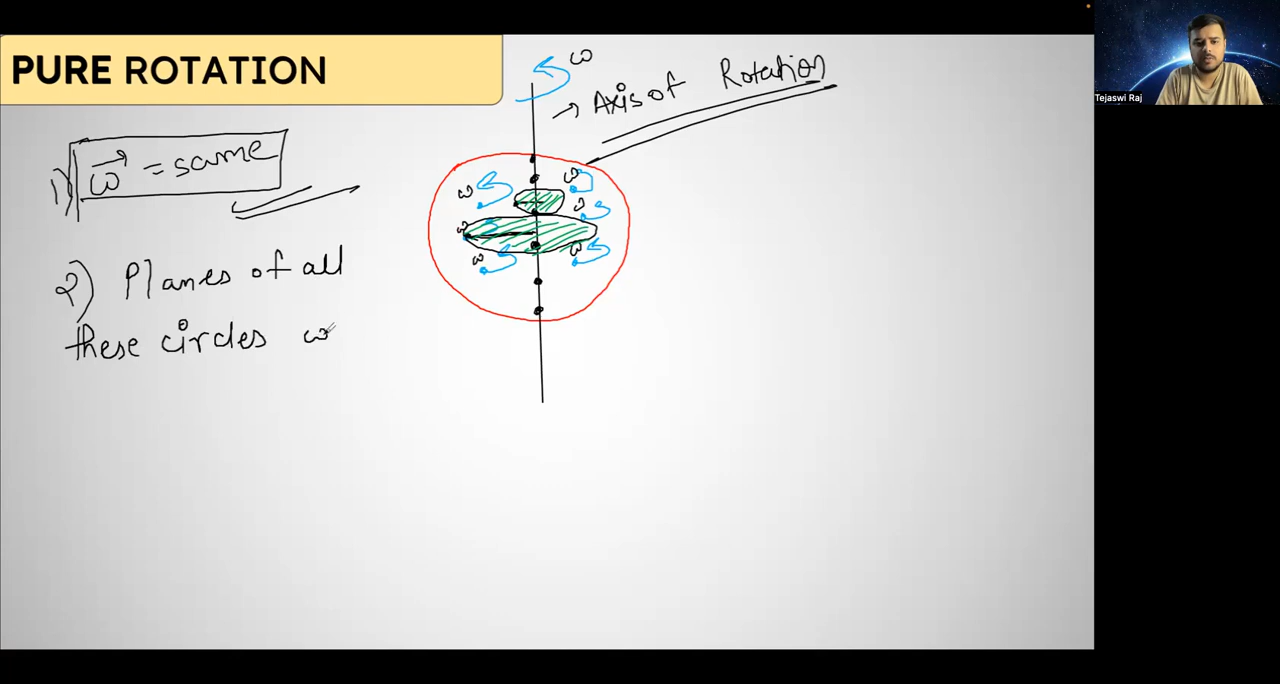 PURE ROTATION
ω
→ Axis of Rotation
1) ω⃗ = same
ω
ω
ω
ω
ω
ω
2) Planes of all
these circles
Tejaswi Raj